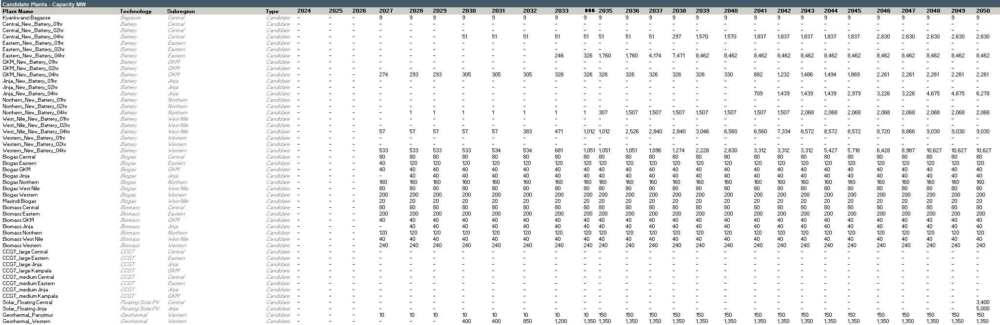 Candidate Plants - Capacity MW
Plant Name Technology Subregion Type 2024 2025 2026 2027 2028 2029 2030 2031 2032 2033 ### 2035 2036 2037 2038 2039 2040 2041 2042 2043 2044 2045 2046 2047 2048 2049 2050
Kyankwanzi Bagasse Bagasse Central Candidate - - - 9 9 9 9 9 9 9 9 9 9 9 9 9 9 9 9 9 9 9 9 9 9 9 9
Central_New_Battery_01hr Battery Central Candidate - - - - - - - - - - - - - - - - - - - - - - - - - - -
Central_New_Battery_02hr Battery Central Candidate - - - - - - - - - - - - - - - - - - - - - - - - - - -
Central_New_Battery_04hr Battery Central Candidate - - - - - - 51 51 51 51 51 51 51 51 297 1,570 1,570 1,837 1,837 1,837 1,837 1,837 2,630 2,630 2,630 2,630 2,630
Eastern_New_Battery_01hr Battery Eastern Candidate - - - - - - - - - - - - - - - - - - - - - - - - - - -
Eastern_New_Battery_02hr Battery Eastern Candidate - - - - - - - - - - - - - - - - - - - - - - - - - - -
Eastern_New_Battery_04hr Battery Eastern Candidate - - - - - - - - - 246 326 1,760 1,760 4,174 7,471 8,462 8,462 8,462 8,462 8,462 8,462 8,462 8,462 8,462 8,462 8,462 8,462
GKM_New_Battery_01hr Battery GKM Candidate - - - - - - - - - - - - - - - - - - - - - - - - - - -
GKM_New_Battery_02hr Battery GKM Candidate - - - - - - - - - - - - - - - - - - - - - - - - - - -
GKM_New_Battery_04hr Battery GKM Candidate - - - 274 293 293 305 305 305 326 326 326 326 326 326 326 330 882 1,232 1,486 1,494 1,869 2,261 2,261 2,261 2,261 2,261
Jinja_New_Battery_01hr Battery Jinja Candidate - - - - - - - - - - - - - - - - - - - - - - - - - - -
Jinja_New_Battery_02hr Battery Jinja Candidate - - - - - - - - - - - - - - - - - - - - - - - - - - -
Jinja_New_Battery_04hr Battery Jinja Candidate - - - - - - - - - - - - - - - - - 709 1,439 1,439 1,439 2,979 3,226 3,226 4,675 4,675 6,278
Northern_New_Battery_01hr Battery Northern Candidate - - - - - - - - - - - - - - - - - - - - - - - - - - -
Northern_New_Battery_02hr Battery Northern Candidate - - - - - - - - - - - - - - - - - - - - - - - - - - -
Northern_New_Battery_04hr Battery Northern Candidate - - - - 1 1 1 1 1 1 1 307 1,507 1,507 1,507 1,507 1,507 1,507 1,507 2,068 2,068 2,068 2,068 2,068 2,068 2,068 2,068
West_Nile_New_Battery_01hr Battery West Nile Candidate - - - - - - - - - - - - - - - - - - - - - - - - - - -
West_Nile_New_Battery_02hr Battery West Nile Candidate - - - - - - - - - - - - - - - - - - - - - - - - - - -
West_Nile_New_Battery_04hr Battery West Nile Candidate - - - 57 57 57 57 57 383 471 1,012 1,012 2,526 2,840 2,840 3,046 6,560 6,560 7,334 8,572 8,572 8,572 8,720 8,866 9,030 9,030 9,030
Western_New_Battery_01hr Battery Western Candidate - - - - - - - - - - - - - - - - - - - - - - - - - - -
Western_New_Battery_02hr Battery Western Candidate - - - - - - - - - - - - - - - - - - - - - - - - - - -
Western_New_Battery_04hr Battery Western Candidate - - - 533 533 533 533 534 534 681 1,051 1,051 1,051 1,096 1,274 2,228 2,630 3,312 3,312 3,312 5,427 5,718 6,428 8,987 10,627 10,627 10,627
Biogas Central Biogas Central Candidate - - - 80 80 80 80 80 80 80 80 80 80 80 80 80 80 80 80 80 80 80 80 80 80 80 80
Biogas Eastern Biogas Eastern Candidate - - - 40 120 120 120 120 120 120 120 120 120 120 120 120 120 120 120 120 120 120 120 120 120 120 120
Biogas GKM Biogas GKM Candidate - - - 40 40 40 40 40 40 40 40 40 40 40 40 40 40 40 40 40 40 40 40 40 40 40 40
Biogas Jinja Biogas Jinja Candidate - - - - 40 40 40 40 40 40 40 40 40 40 40 40 40 40 40 40 40 40 40 40 40 40 40
Biogas Northern Biogas Northern Candidate - - - 160 160 160 160 160 160 160 160 160 160 160 160 160 160 160 160 160 160 160 160 160 160 160 160
Biogas West Nile Biogas West Nile Candidate - - - 80 80 80 80 80 80 80 80 80 80 80 80 80 80 80 80 80 80 80 80 80 80 80 80
Biogas Western Biogas Western Candidate - - - 200 200 200 200 200 200 200 200 200 200 200 200 200 200 200 200 200 200 200 200 200 200 200 200
Masindi Biogas Biogas West Nile Candidate - - - 20 20 20 20 20 20 20 20 20 20 20 20 20 20 20 20 20 20 20 20 20 20 20 20
Biomass Central Biomass Central Candidate - - - 80 80 80 80 80 80 80 80 80 80 80 80 80 80 80 80 80 80 80 80 80 80 80 80
Biomass Eastern Biomass Eastern Candidate - - - 200 200 200 200 200 200 200 200 200 200 200 200 200 200 200 200 200 200 200 200 200 200 200 200
Biomass GKM Biomass GKM Candidate - - - 40 40 40 40 40 40 40 40 40 40 40 40 40 40 40 40 40 40 40 40 40 40 40 40
Biomass Jinja Biomass Jinja Candidate - - - - 40 40 40 40 40 40 40 40 40 40 40 40 40 40 40 40 40 40 40 40 40 40 40
Biomass Northern Biomass Northern Candidate - - - 120 120 120 120 120 120 120 120 120 120 120 120 120 120 120 120 120 120 120 120 120 120 120 120
Biomass West Nile Biomass West Nile Candidate - - - 40 40 40 40 40 40 40 40 40 40 40 40 40 40 40 40 40 40 40 40 40 40 40 40
Biomass Western Biomass Western Candidate - - - 240 240 240 240 240 240 240 240 240 240 240 240 240 240 240 240 240 240 240 240 240 240 240 240
CCGT_large Central CCGT Central Candidate - - - - - - - - - - - - - - - - - - - - - - - - - - -
CCGT_large Eastern CCGT Eastern Candidate - - - - - - - - - - - - - - - - - - - - - - - - - - -
CCGT_large Jinja CCGT Jinja Candidate - - - - - - - - - - - - - - - - - - - - - - - - - - -
CCGT_large Kampala CCGT GKM Candidate - - - - - - - - - - - - - - - - - - - - - - - - - - -
CCGT_medium Central CCGT Central Candidate - - - - - - - - - - - - - - - - - - - - - - - - - - -
CCGT_medium Eastern CCGT Eastern Candidate - - - - - - - - - - - - - - - - - - - - - - - - - - -
CCGT_medium Jinja CCGT Jinja Candidate - - - - - - - - - - - - - - - - - - - - - - - - - - -
CCGT_medium Kampala CCGT GKM Candidate - - - - - - - - - - - - - - - - - - - - - - - - - - -
Solar_Floating Central Floating Solar PV Central Candidate - - - - - - - - - - - - - - - - - - - - - - - - - - 3,400
Solar_Floating Jinja Floating Solar PV Jinja Candidate - - - - - - - - - - - - - - - - - - - - - - - - - - 5,000
Geothermal_Panyimur Geothermal Western Candidate - - - 10 10 10 10 10 10 10 10 150 150 150 150 150 150 150 150 150 150 150 150 150 150 150 150
Geothermal_Western Geothermal Western Candidate - - - - - - 400 400 850 1,200 1,350 1,350 1,350 1,350 1,350 1,350 1,350 1,350 1,350 1,350 1,350 1,350 1,350 1,350 1,350 1,350 1,350